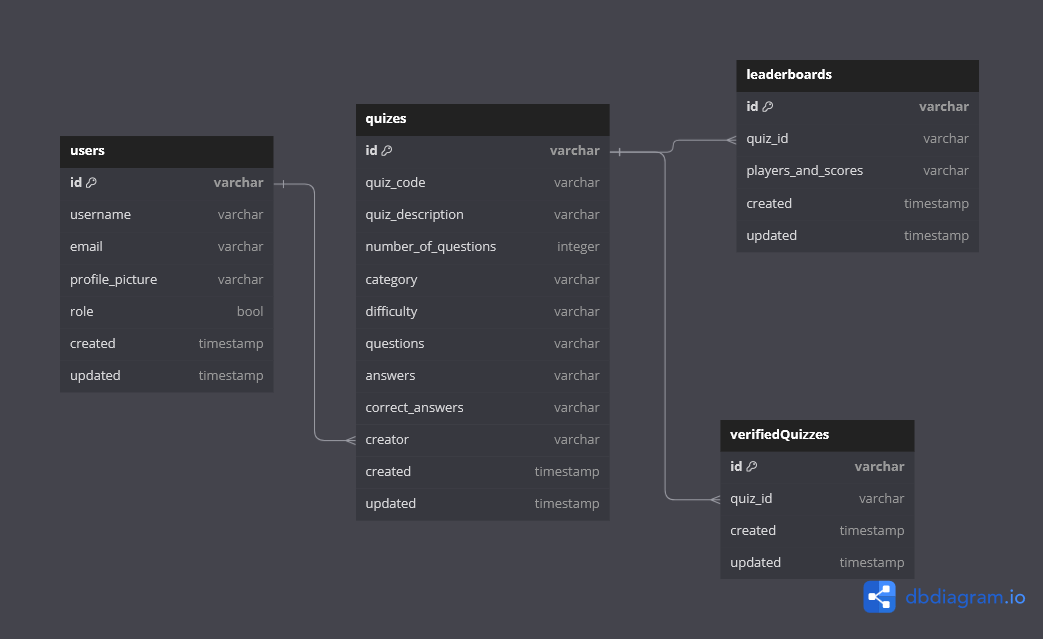 users
id varchar
username varchar
email varchar
profile_picture varchar
role bool
created timestamp
updated timestamp
quizes
id varchar
quiz_code varchar
quiz_description varchar
number_of_questions integer
category varchar
difficulty varchar
questions varchar
answers varchar
correct_answers varchar
creator varchar
created timestamp
updated timestamp
leaderboards
id varchar
quiz_id varchar
players_and_scores varchar
created timestamp
updated timestamp
verifiedQuizzes
id varchar
quiz_id varchar
created timestamp
updated timestamp
dbdiagram.io